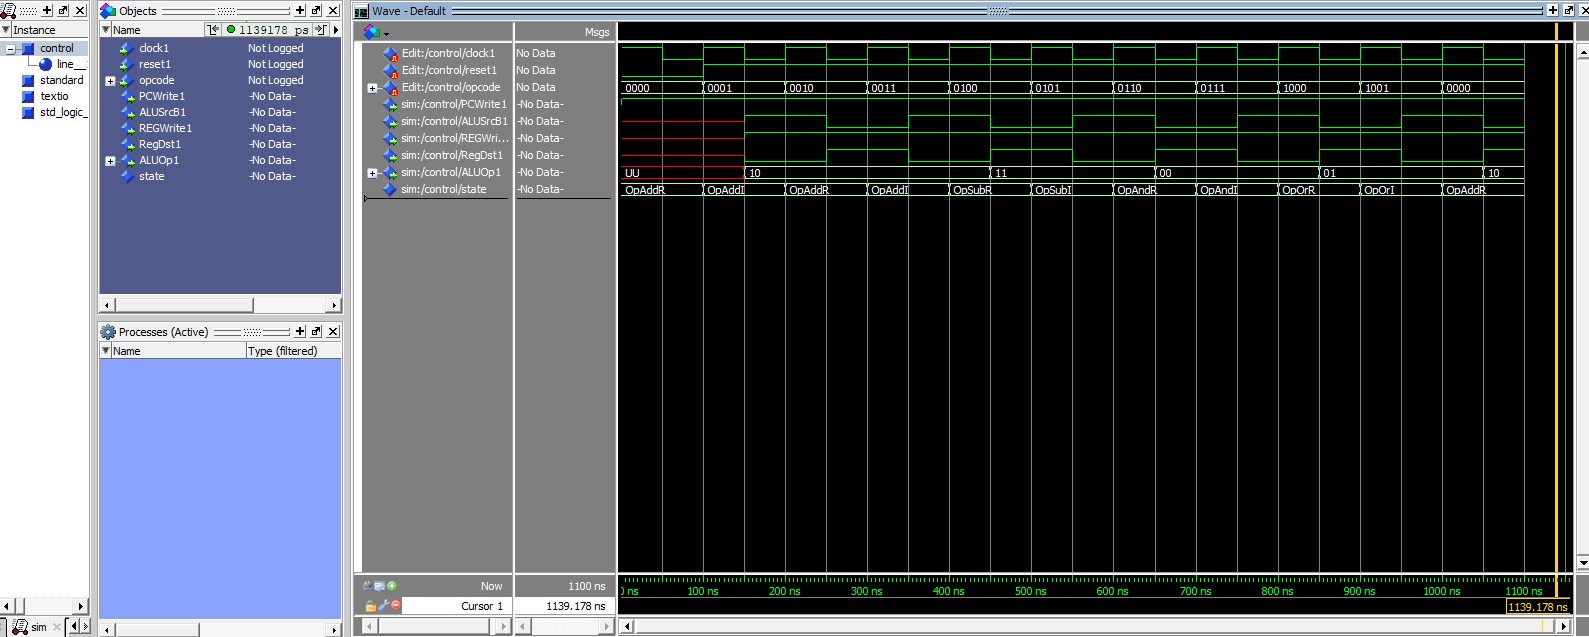 Instance
control
line__
standard
textio
std_logic_
sim
Objects
Name
1139178 ps
clock1 Not Logged
reset1 Not Logged
opcode Not Logged
PCWrite1 -No Data-
ALUSrcB1 -No Data-
REGWrite1 -No Data-
RegDst1 -No Data-
ALUOp1 -No Data-
state -No Data-
Processes (Active)
Name Type (filtered)
Wave - Default
Msgs
Edit:/control/clock1 No Data
Edit:/control/reset1 No Data
Edit:/control/opcode No Data 0000 0001 0010 0011 0100 0101 0110 0111 1000 1001 0000
sim:/control/PCWrite1 -No Data-
sim:/control/ALUSrcB1 -No Data-
sim:/control/REGWri... -No Data-
sim:/control/RegDst1 -No Data-
sim:/control/ALUOp1 -No Data- UU 10 11 00 01 10
sim:/control/state -No Data- OpAddR OpAddI OpAddR OpAddI OpSubR OpSubI OpAndR OpAndI OpOrR OpOrI OpAddR
Now 1100 ns
ns 100 ns 200 ns 300 ns 400 ns 500 ns 600 ns 700 ns 800 ns 900 ns 1000 ns 1100 ns
Cursor 1 1139.178 ns
1139.178 ns